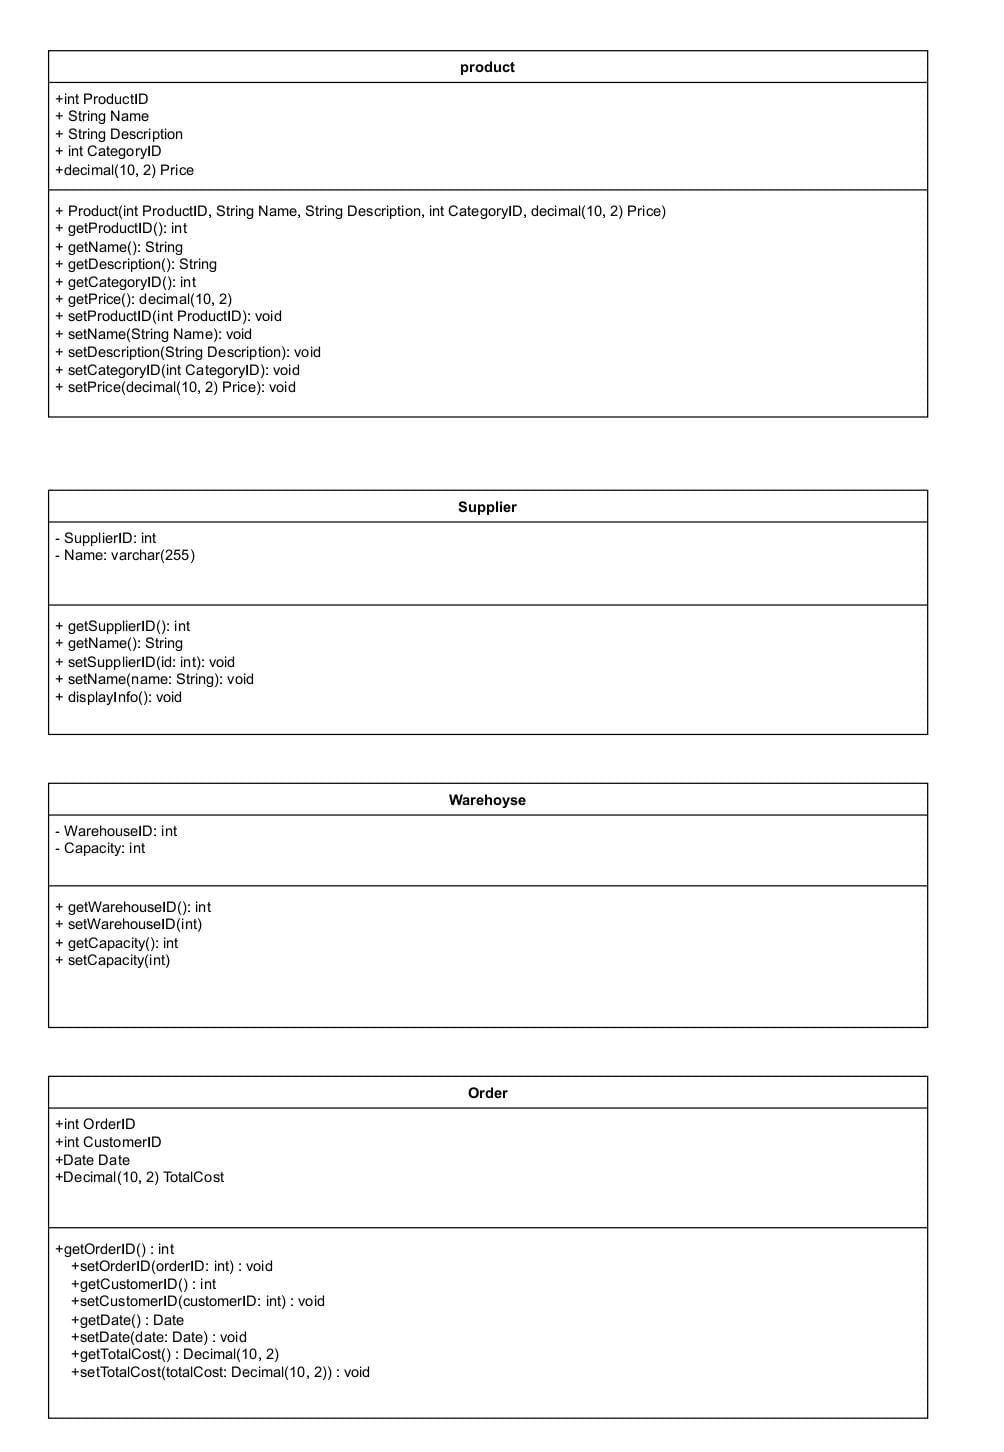 product
+int ProductID
+ String Name
+ String Description
+ int CategoryID
+decimal(10, 2) Price
+ Product(int ProductID, String Name, String Description, int CategoryID, decimal(10, 2) Price)
+ getProductID(): int
+ getName(): String
+ getDescription(): String
+ getCategoryID(): int
+ getPrice(): decimal(10, 2)
+ setProductID(int ProductID): void
+ setName(String Name): void
+ setDescription(String Description): void
+ setCategoryID(int CategoryID): void
+ setPrice(decimal(10, 2) Price): void
Supplier
- SupplierID: int
- Name: varchar(255)
+ getSupplierID(): int
+ getName(): String
+ setSupplierID(id: int): void
+ setName(name: String): void
+ displayInfo(): void
Warehoyse
- WarehouseID: int
- Capacity: int
+ getWarehouseID(): int
+ setWarehouseID(int)
+ getCapacity(): int
+ setCapacity(int)
Order
+int OrderID
+int CustomerID
+Date Date
+Decimal(10, 2) TotalCost
+getOrderID() : int
+setOrderID(orderID: int) : void
+getCustomerID() : int
+setCustomerID(customerID: int) : void
+getDate() : Date
+setDate(date: Date) : void
+getTotalCost() : Decimal(10, 2)
+setTotalCost(totalCost: Decimal(10, 2)) : void